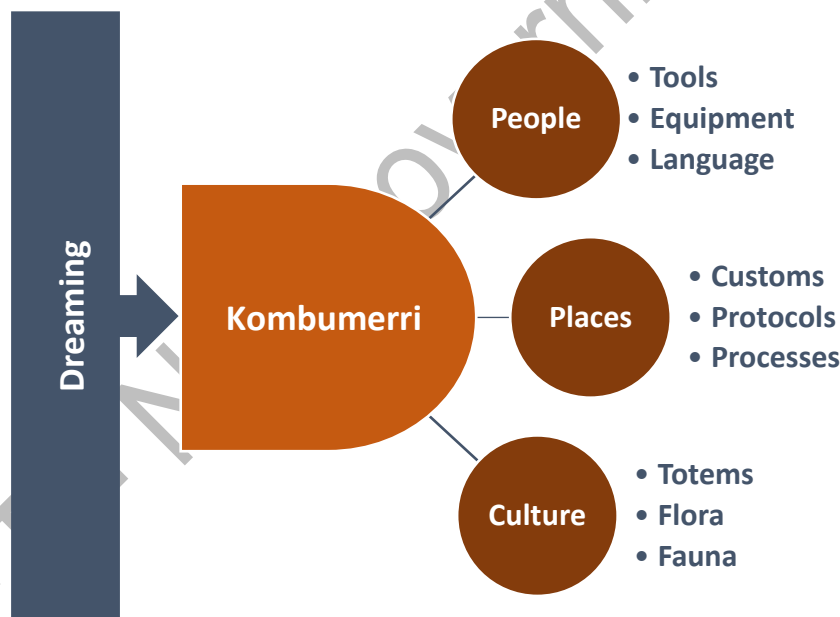 Dreaming
Kombumerri
People
• Tools
• Equipment
• Language
Places
• Customs
• Protocols
• Processes
Culture
• Totems
• Flora
• Fauna